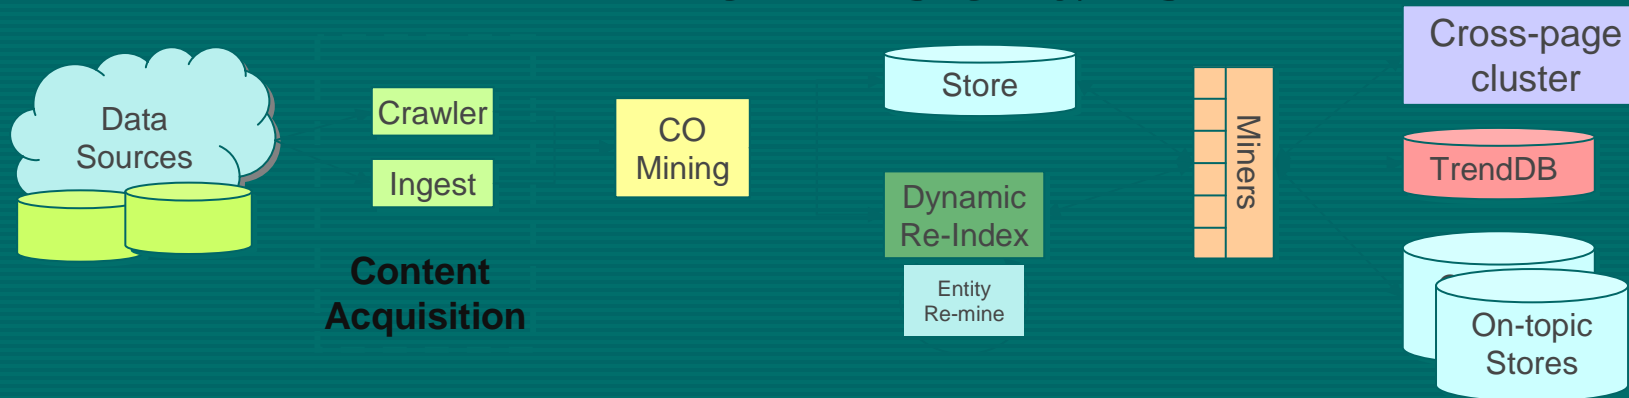 Data
Sources
Crawler
Ingest
Content
Acquisition
CO
Mining
Store
Dynamic
Re-Index
Entity
Re-mine
Miners
Cross-page
cluster
TrendDB
On-topic
Stores